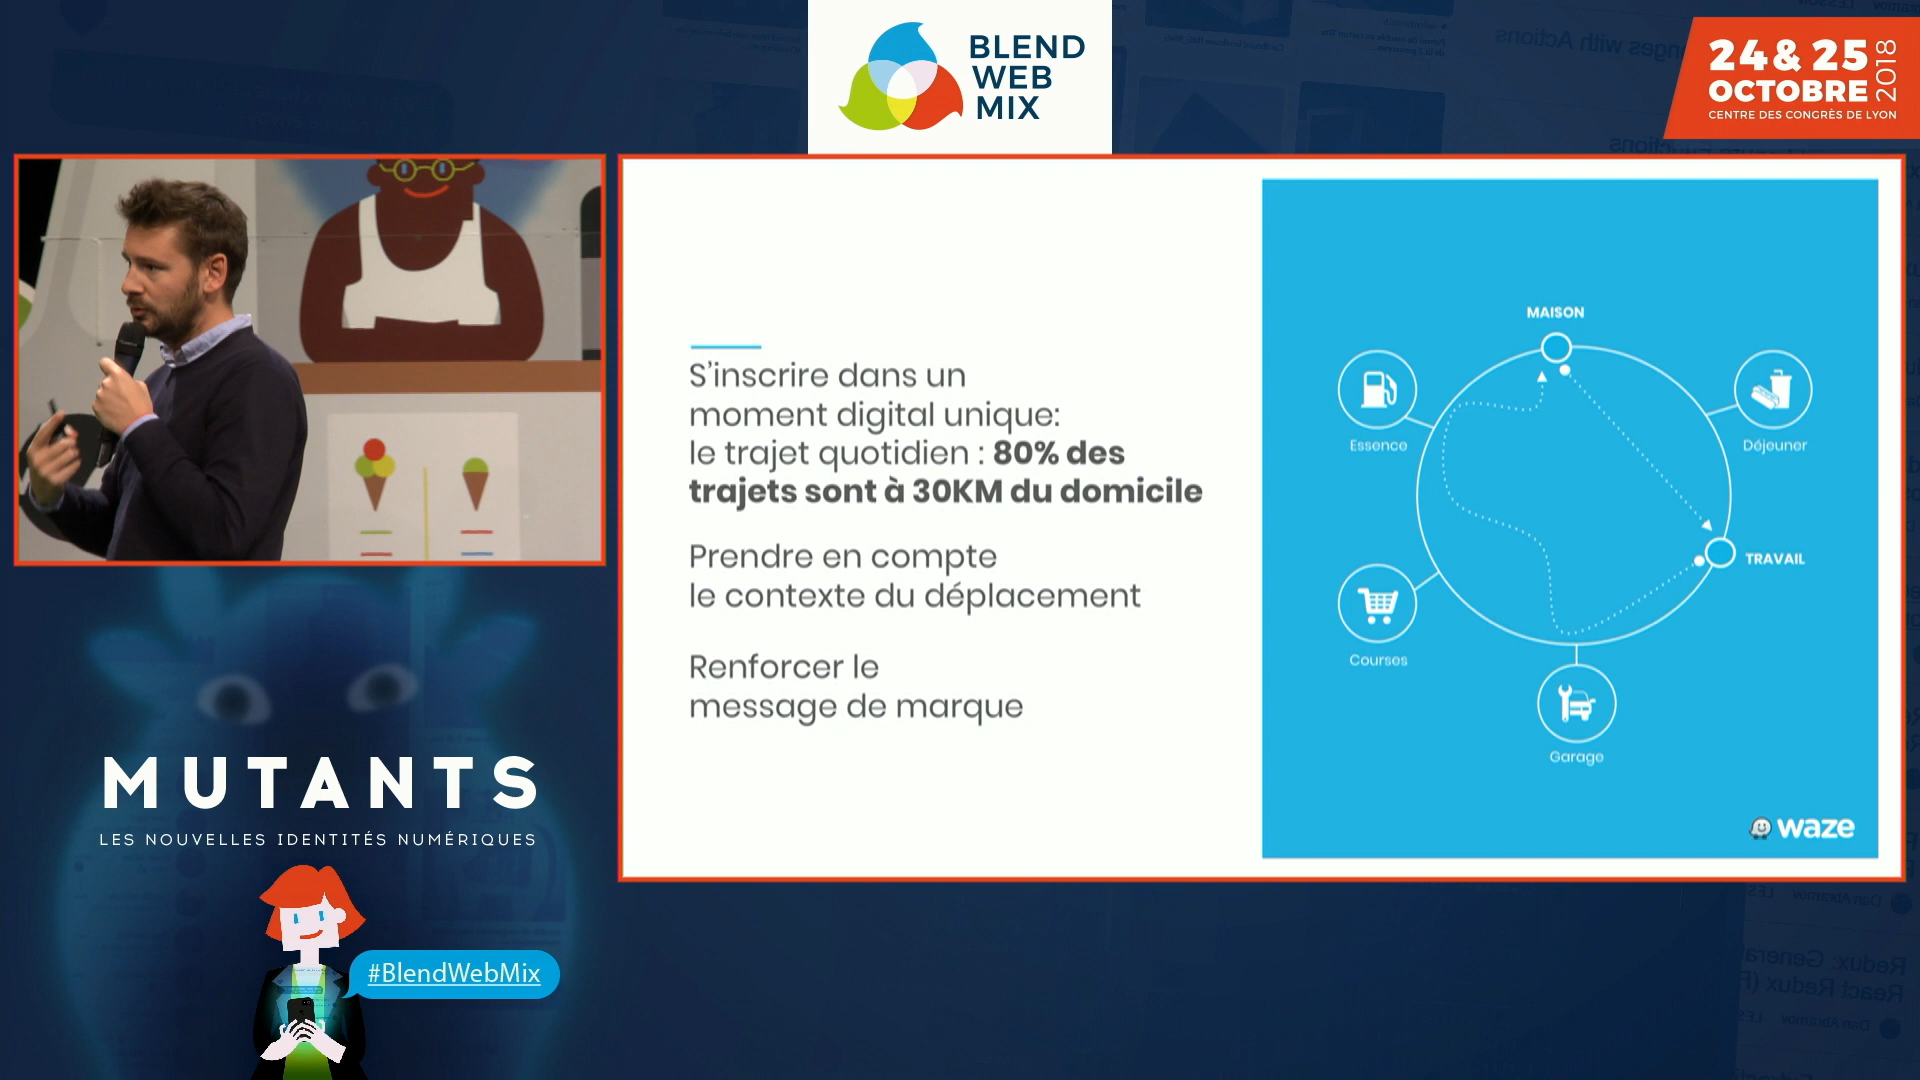 BLEND
WEB
MIX
24 & 25
OCTOBRE
2018
CENTRE DES CONGRÈS DE LYON
S'inscrire dans un
moment digital unique:
le trajet quotidien : 80% des
trajets sont à 30KM du domicile
Prendre en compte
le contexte du déplacement
Renforcer le
message de marque
MAISON
Essence
Déjeuner
TRAVAIL
Courses
Garage
waze
MUTANTS
LES NOUVELLES IDENTITÉS NUMÉRIQUES
#BlendWebMix